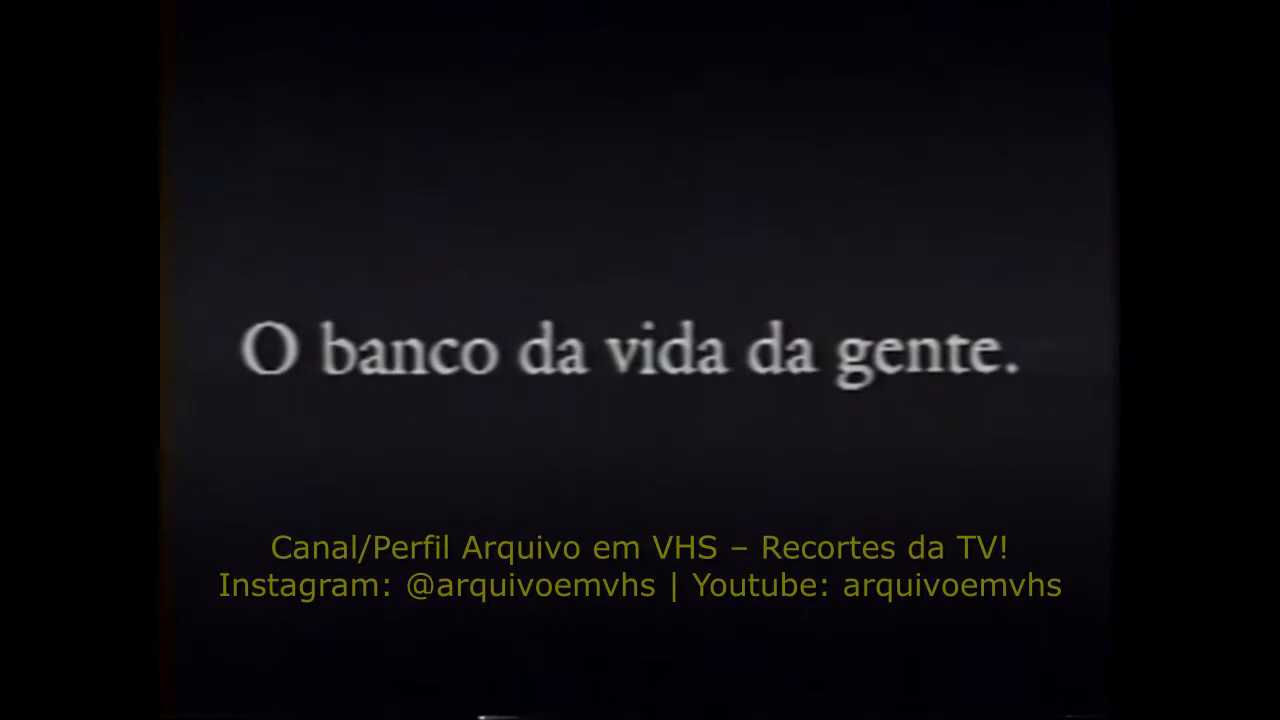 O banco da vida da gente.
Canal/Perfil Arquivo em VHS – Recortes da TV!
Instagram: @arquivoemvhs | Youtube: arquivoemvhs